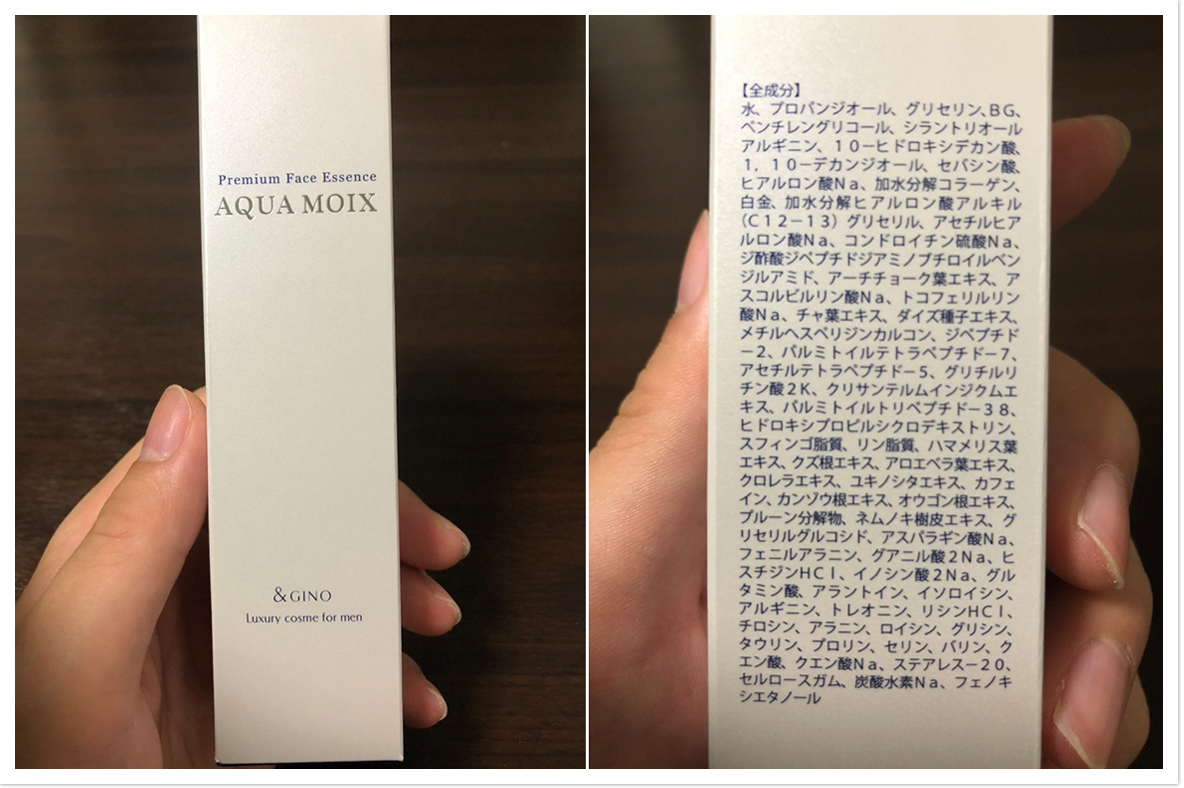 Premium Face Essence
AQUA MOIX
&GINO
Luxury cosme for men
【全成分】
水、プロパンジオール、グリセリン、BG、
ペンチレングリコール、シラントリオール
アルギニン、10−ヒドロキシデカン酸、
1，10−デカンジオール、セバシン酸、
ヒアルロン酸Na、加水分解コラーゲン、
白金、加水分解ヒアルロン酸アルキル
（C12−13）グリセリル、アセチルヒア
ルロン酸Na、コンドロイチン硫酸Na、
ジ酢酸ジペプチドジアミノブチロイルベン
ジルアミド、アーチチョーク葉エキス、ア
スコルビルリン酸Na、トコフェリルリン
酸Na、チャ葉エキス、ダイズ種子エキス、
メチルヘスペリジンカルコン、ジペプチド
−2、パルミトイルテトラペプチド−7、
アセチルテトラペプチド−5、グリチルリ
チン酸2K、クリサンテルムインジクムエ
キス、パルミトイルトリペプチド−38、
ヒドロキシプロピルシクロデキストリン、
スフィンゴ脂質、リン脂質、ハマメリス葉
エキス、クズ根エキス、アロエベラ葉エキス、
クロレラエキス、ユキノシタエキス、カフェ
イン、カンゾウ根エキス、オウゴン根エキス、
プルーン分解物、ネムノキ樹皮エキス、グ
リセリルグルコシド、アスパラギン酸Na、
フェニルアラニン、グアニル酸2Na、ヒ
スチジンHCl、イノシン酸2Na、グル
タミン酸、アラントイン、イソロイシン、
アルギニン、トレオニン、リシンHCl、
チロシン、アラニン、ロイシン、グリシン、
タウリン、プロリン、セリン、バリン、ク
エン酸、クエン酸Na、ステアレス−20、
セルロースガム、炭酸水素Na、フェノキ
シエタノール